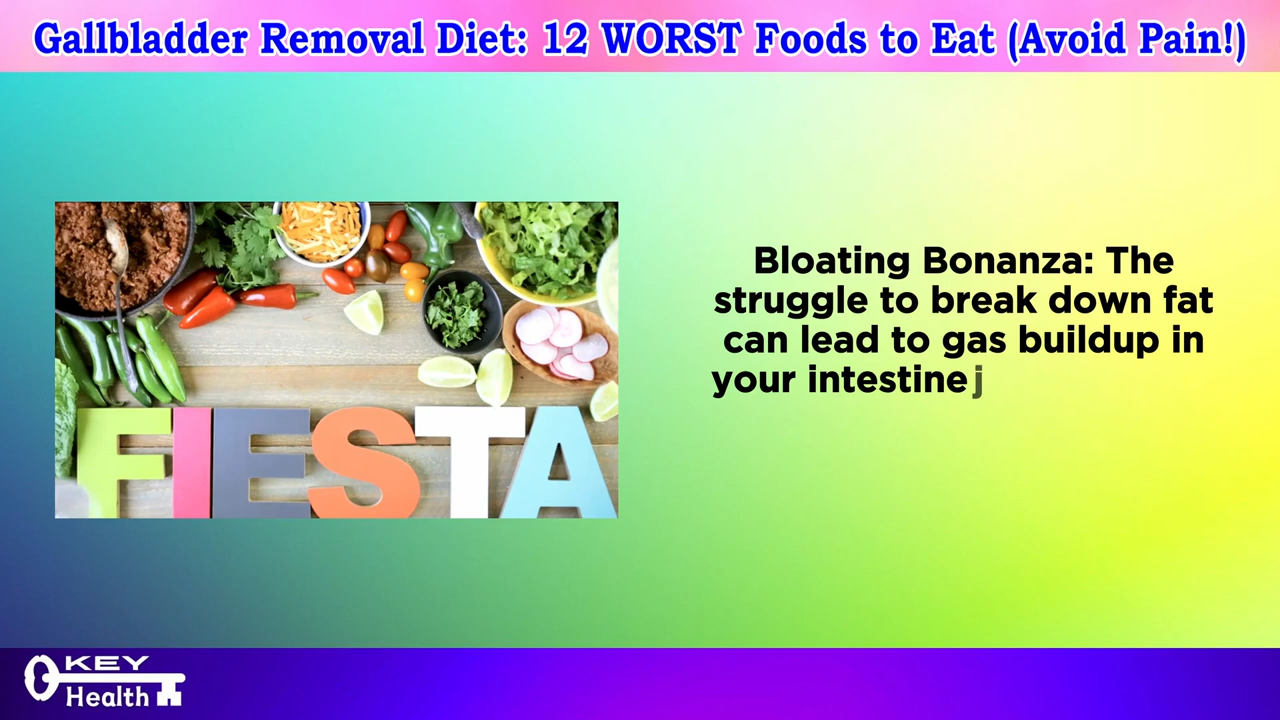 Gallbladder Removal Diet: 12 WORST Foods to Eat (Avoid Pain!)
Bloating Bonanza: The
struggle to break down fat
can lead to gas buildup in
your intestinej
FIESTA
KEY
Health